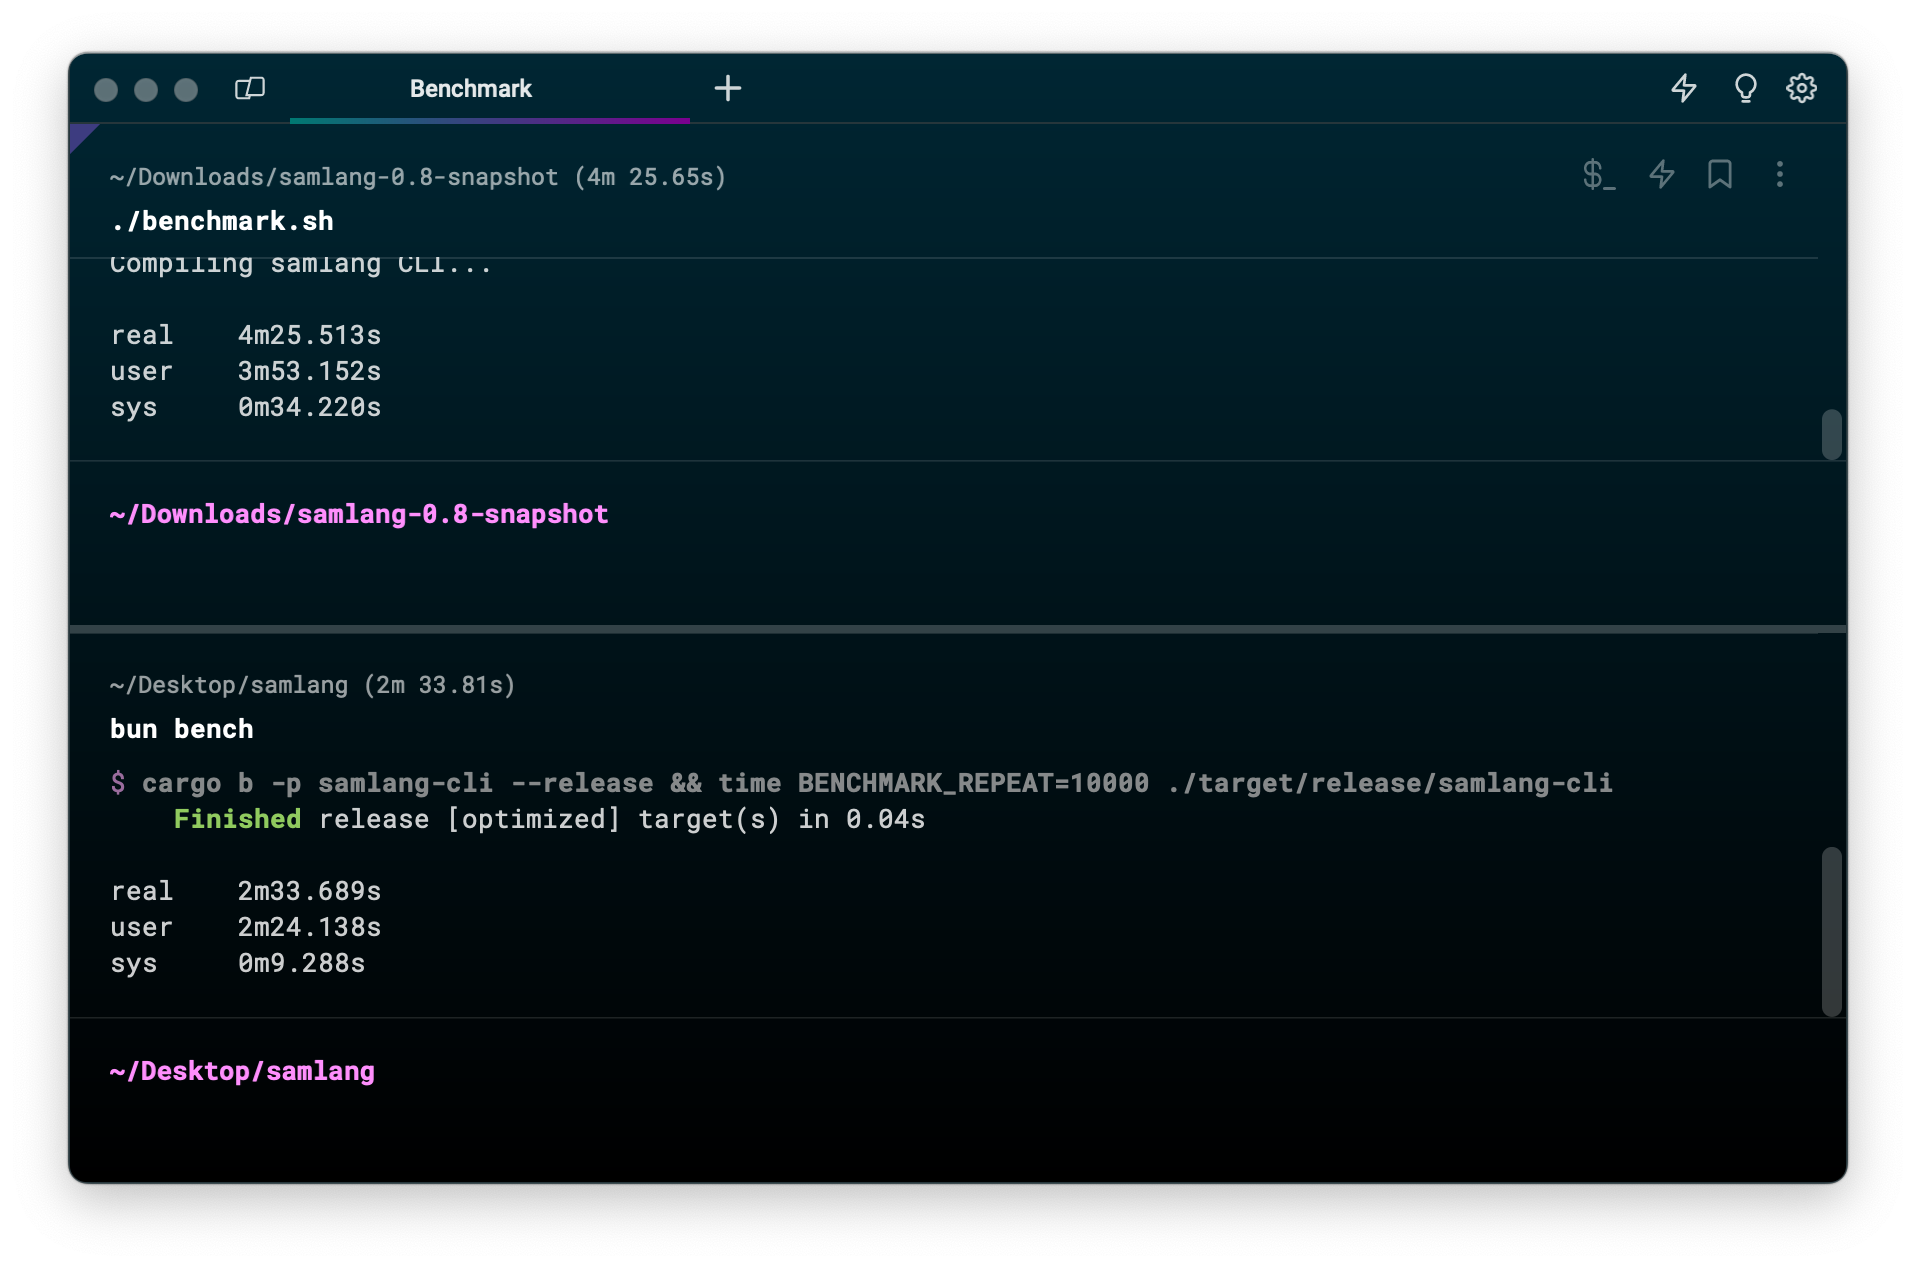 Benchmark
~/Downloads/samlang-0.8-snapshot (4m 25.65s)
$_
./benchmark.sh
Compiling samlang CLI...
real    4m25.513s
user    3m53.152s
sys     0m34.220s
~/Downloads/samlang-0.8-snapshot
~/Desktop/samlang (2m 33.81s)
bun bench
$ cargo b -p samlang-cli --release && time BENCHMARK_REPEAT=10000 ./target/release/samlang-cli
    Finished release [optimized] target(s) in 0.04s
real    2m33.689s
user    2m24.138s
sys     0m9.288s
~/Desktop/samlang